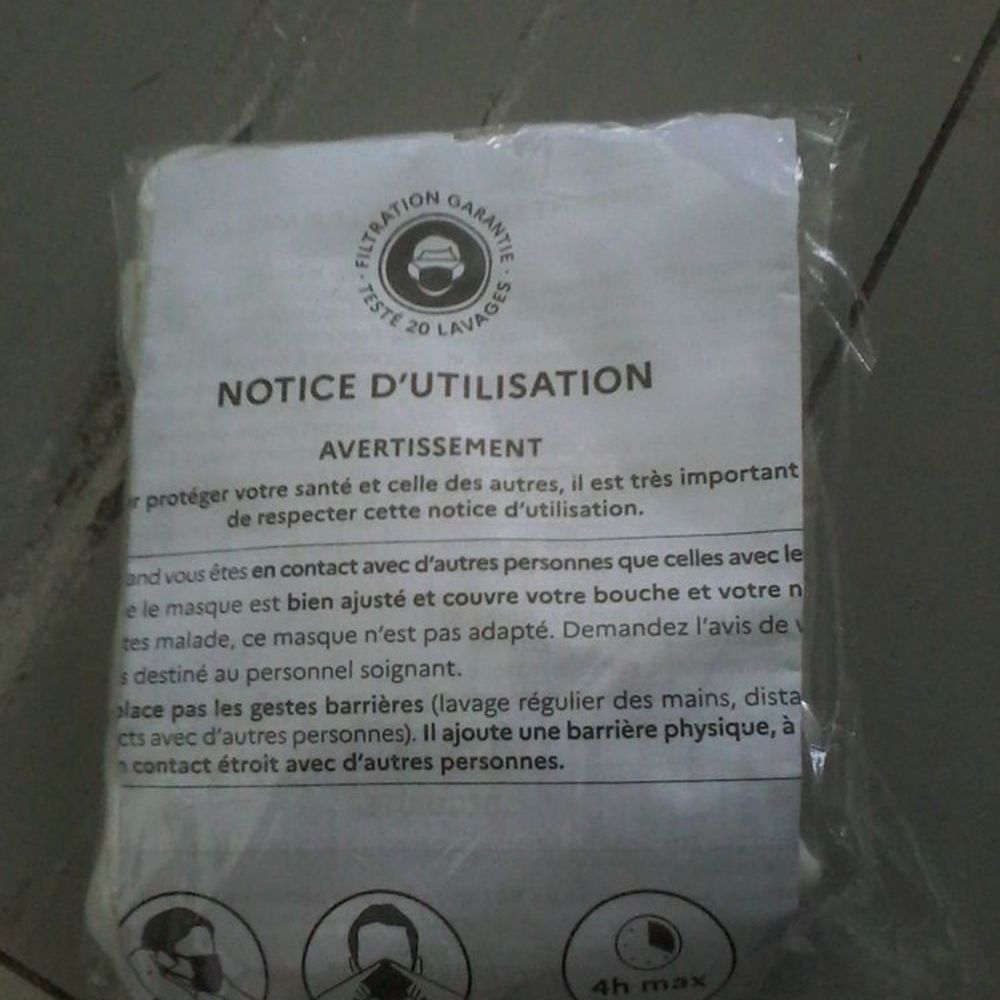 FILTRATION GARANTIE
· TESTÉ 20 LAVAGES ·
NOTICE D'UTILISATION
AVERTISSEMENT
r protéger votre santé et celle des autres, il est très important
de respecter cette notice d'utilisation.
and vous êtes en contact avec d'autres personnes que celles avec le
e le masque est bien ajusté et couvre votre bouche et votre n
tes malade, ce masque n'est pas adapté. Demandez l'avis de v
s destiné au personnel soignant.
place pas les gestes barrières (lavage régulier des mains, dista
cts avec d'autres personnes). Il ajoute une barrière physique, à
n contact étroit avec d'autres personnes.
4h max